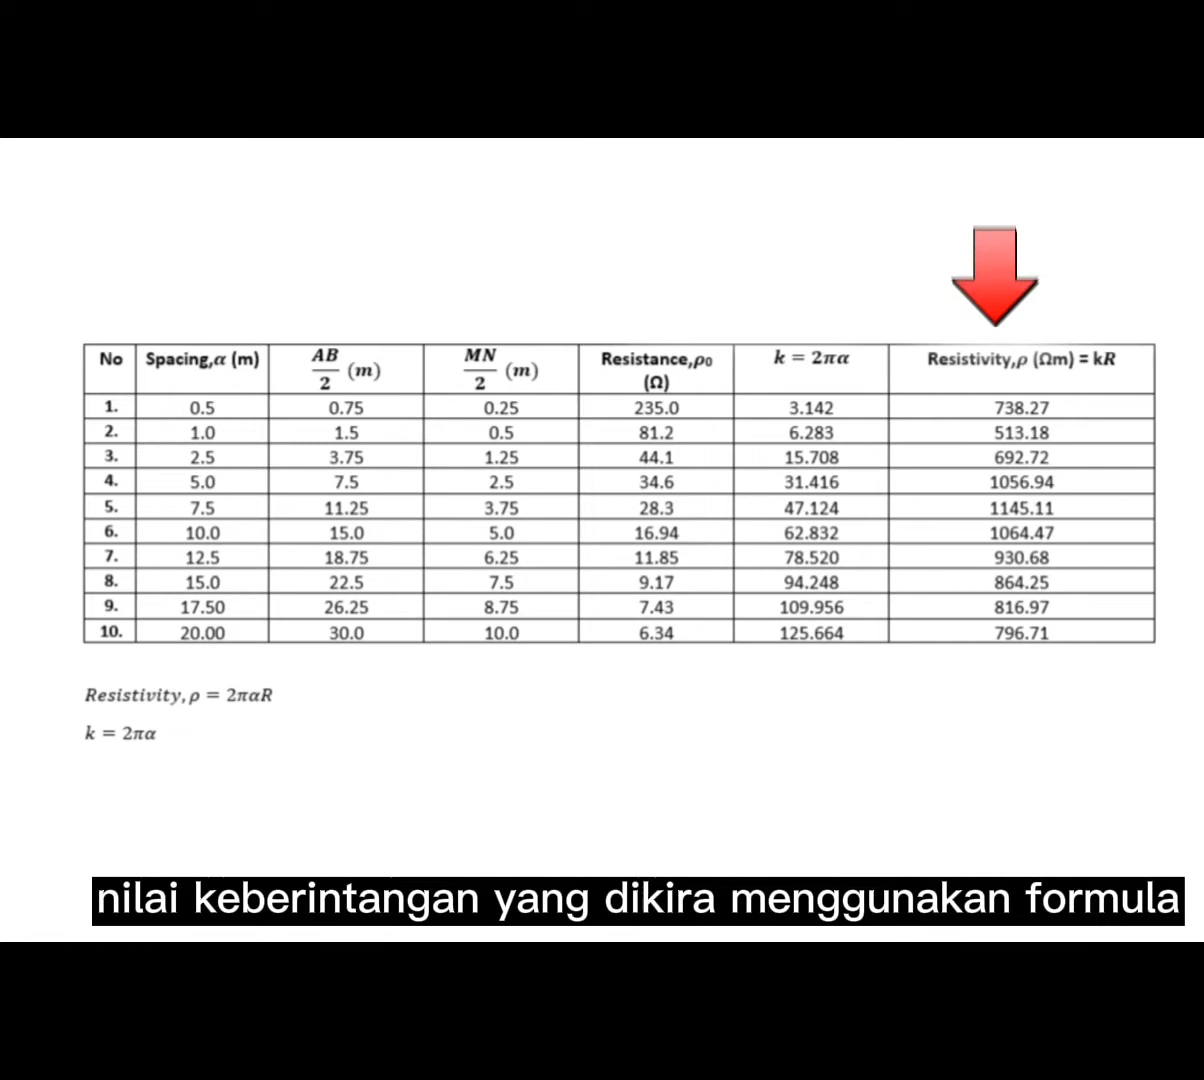 No Spacing,α (m) AB/2 (m) MN/2 (m) Resistance,ρ₀ (Ω) k = 2πα Resistivity,ρ (Ωm) = kR
1. 0.5 0.75 0.25 235.0 3.142 738.27
2. 1.0 1.5 0.5 81.2 6.283 513.18
3. 2.5 3.75 1.25 44.1 15.708 692.72
4. 5.0 7.5 2.5 34.6 31.416 1056.94
5. 7.5 11.25 3.75 28.3 47.124 1145.11
6. 10.0 15.0 5.0 16.94 62.832 1064.47
7. 12.5 18.75 6.25 11.85 78.520 930.68
8. 15.0 22.5 7.5 9.17 94.248 864.25
9. 17.50 26.25 8.75 7.43 109.956 816.97
10. 20.00 30.0 10.0 6.34 125.664 796.71
Resistivity, ρ = 2παR
k = 2πα
nilai keberintangan yang dikira menggunakan formula